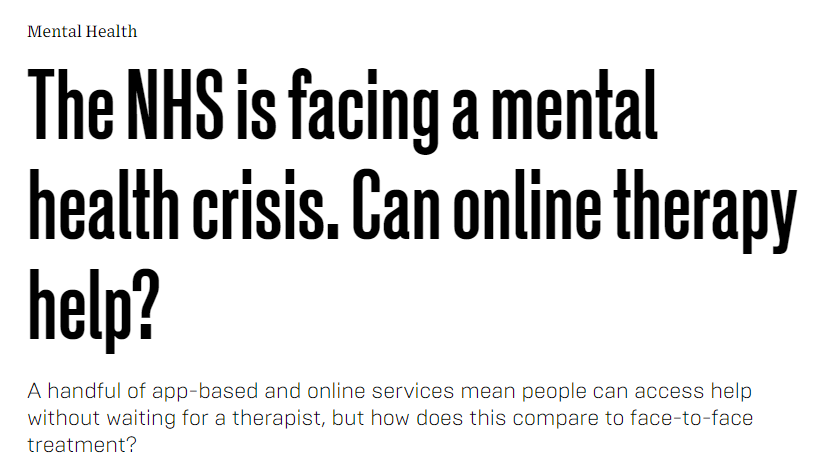 Mental Health
The NHS is facing a mental
health crisis. Can online therapy
help?
A handful of app-based and online services mean people can access help
without waiting for a therapist, but how does this compare to face-to-face
treatment?